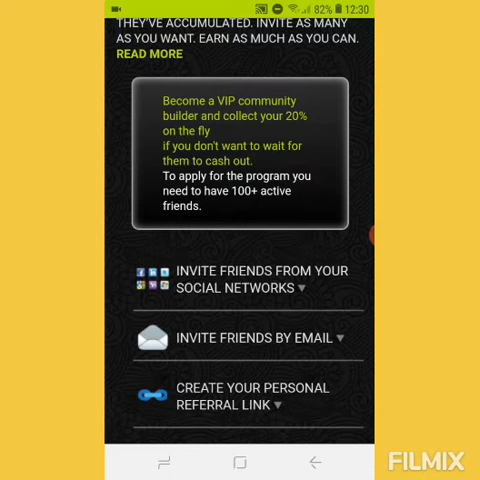 82% 12:30
THEY'VE ACCUMULATED. INVITE AS MANY
AS YOU WANT. EARN AS MUCH AS YOU CAN.
READ MORE
Become a VIP community
builder and collect your 20%
on the fly
if you don't want to wait for
them to cash out.
To apply for the program you
need to have 100+ active
friends.
INVITE FRIENDS FROM YOUR
SOCIAL NETWORKS
INVITE FRIENDS BY EMAIL
CREATE YOUR PERSONAL
REFERRAL LINK
FILMIX